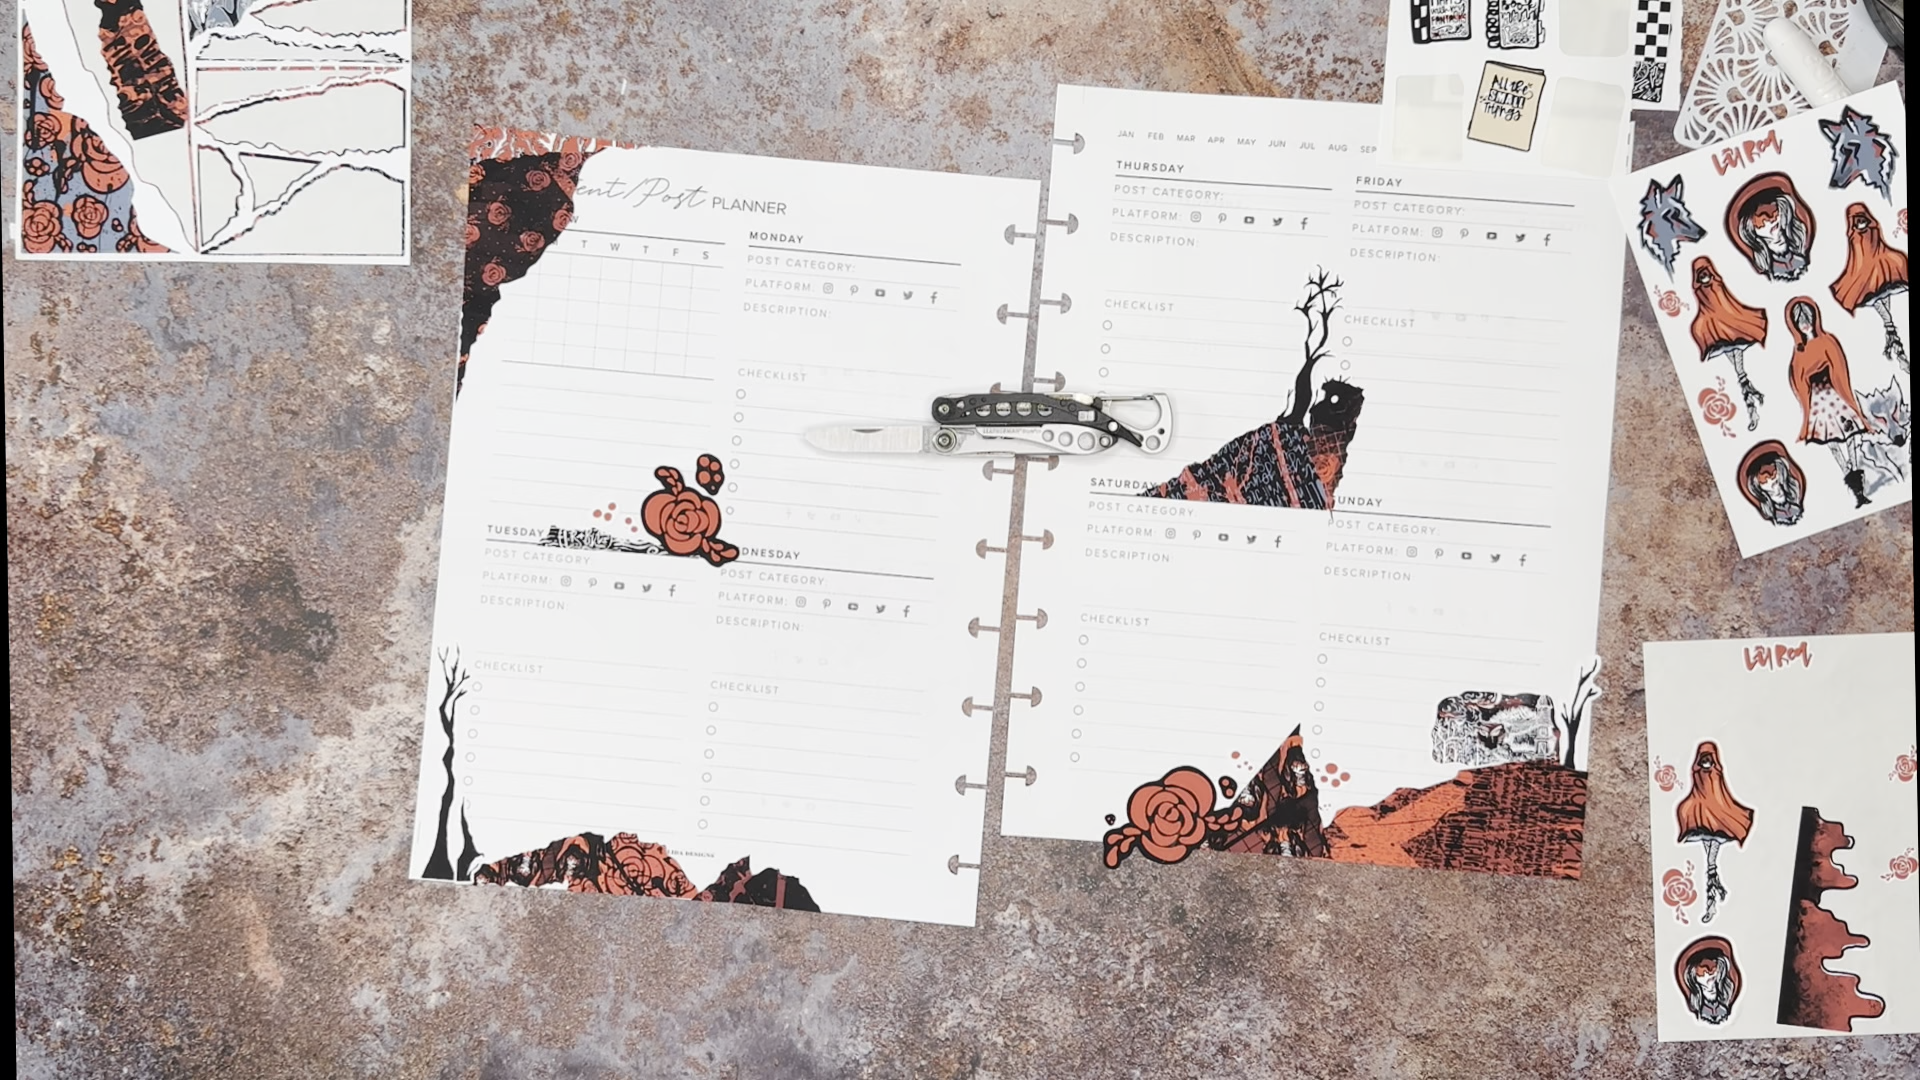 ent/Post PLANNER
T W T F S
MONDAY
POST CATEGORY:
PLATFORM:
DESCRIPTION:
CHECKLIST
TUESDAY
POST CATEGORY:
PLATFORM:
DESCRIPTION:
CHECKLIST
DNESDAY
POST CATEGORY:
PLATFORM:
DESCRIPTION:
CHECKLIST
JAN FEB MAR APR MAY JUN JUL AUG SEP
THURSDAY
POST CATEGORY:
PLATFORM:
DESCRIPTION:
CHECKLIST
FRIDAY
POST CATEGORY:
PLATFORM:
DESCRIPTION:
CHECKLIST
SATURDAY
POST CATEGORY:
PLATFORM:
DESCRIPTION
CHECKLIST
UNDAY
POST CATEGORY:
PLATFORM:
DESCRIPTION
CHECKLIST
ALL THE
SMALL
THINGS
Lil Red
Lil Red